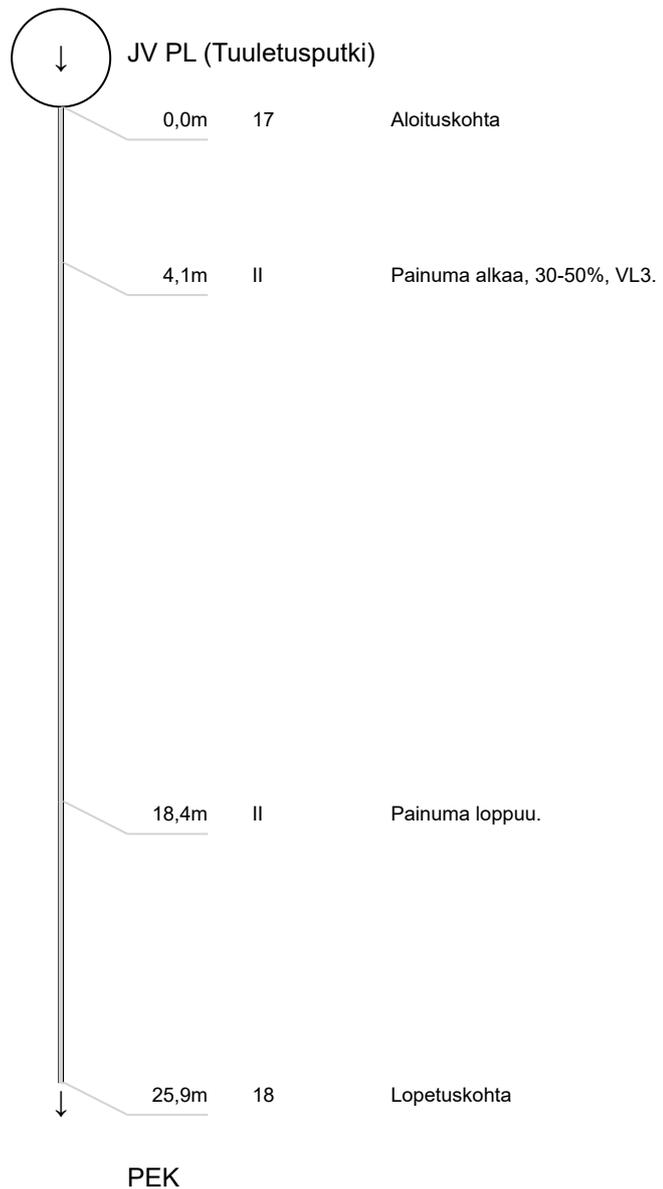 ↓ JV PL (Tuuletusputki)
0,0m 17 Aloituskohta
4,1m II Painuma alkaa, 30-50%, VL3.
18,4m II Painuma loppuu.
25,9m 18 Lopetuskohta
↓
PEK